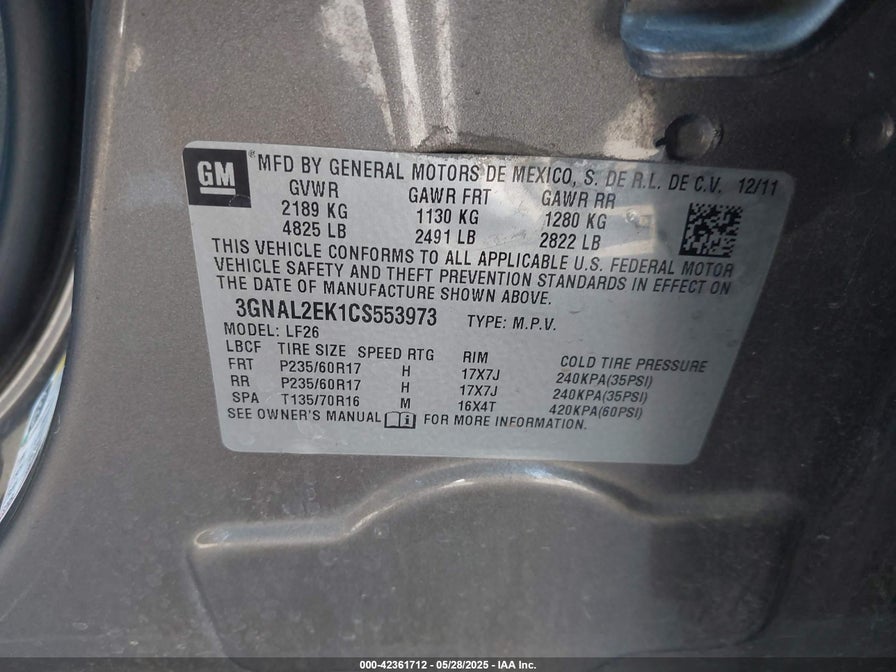 GM ® MFD BY GENERAL MOTORS DE MEXICO, S. DE R.L. DE C.V. 12/11
GVWR GAWR FRT GAWR RR
2189 KG 1130 KG 1280 KG
4825 LB 2491 LB 2822 LB
THIS VEHICLE CONFORMS TO ALL APPLICABLE U.S. FEDERAL MOTOR
VEHICLE SAFETY AND THEFT PREVENTION STANDARDS IN EFFECT ON
THE DATE OF MANUFACTURE SHOWN ABOVE.
3GNAL2EK1CS553973 TYPE: M.P.V.
MODEL: LF26
LBCF TIRE SIZE SPEED RTG RIM COLD TIRE PRESSURE
FRT P235/60R17 H 17X7J 240KPA(35PSI)
RR P235/60R17 H 17X7J 240KPA(35PSI)
SPA T135/70R16 M 16X4T 420KPA(60PSI)
SEE OWNER'S MANUAL FOR MORE INFORMATION.
000-42361712 — 05/28/2025 — IAA Inc.